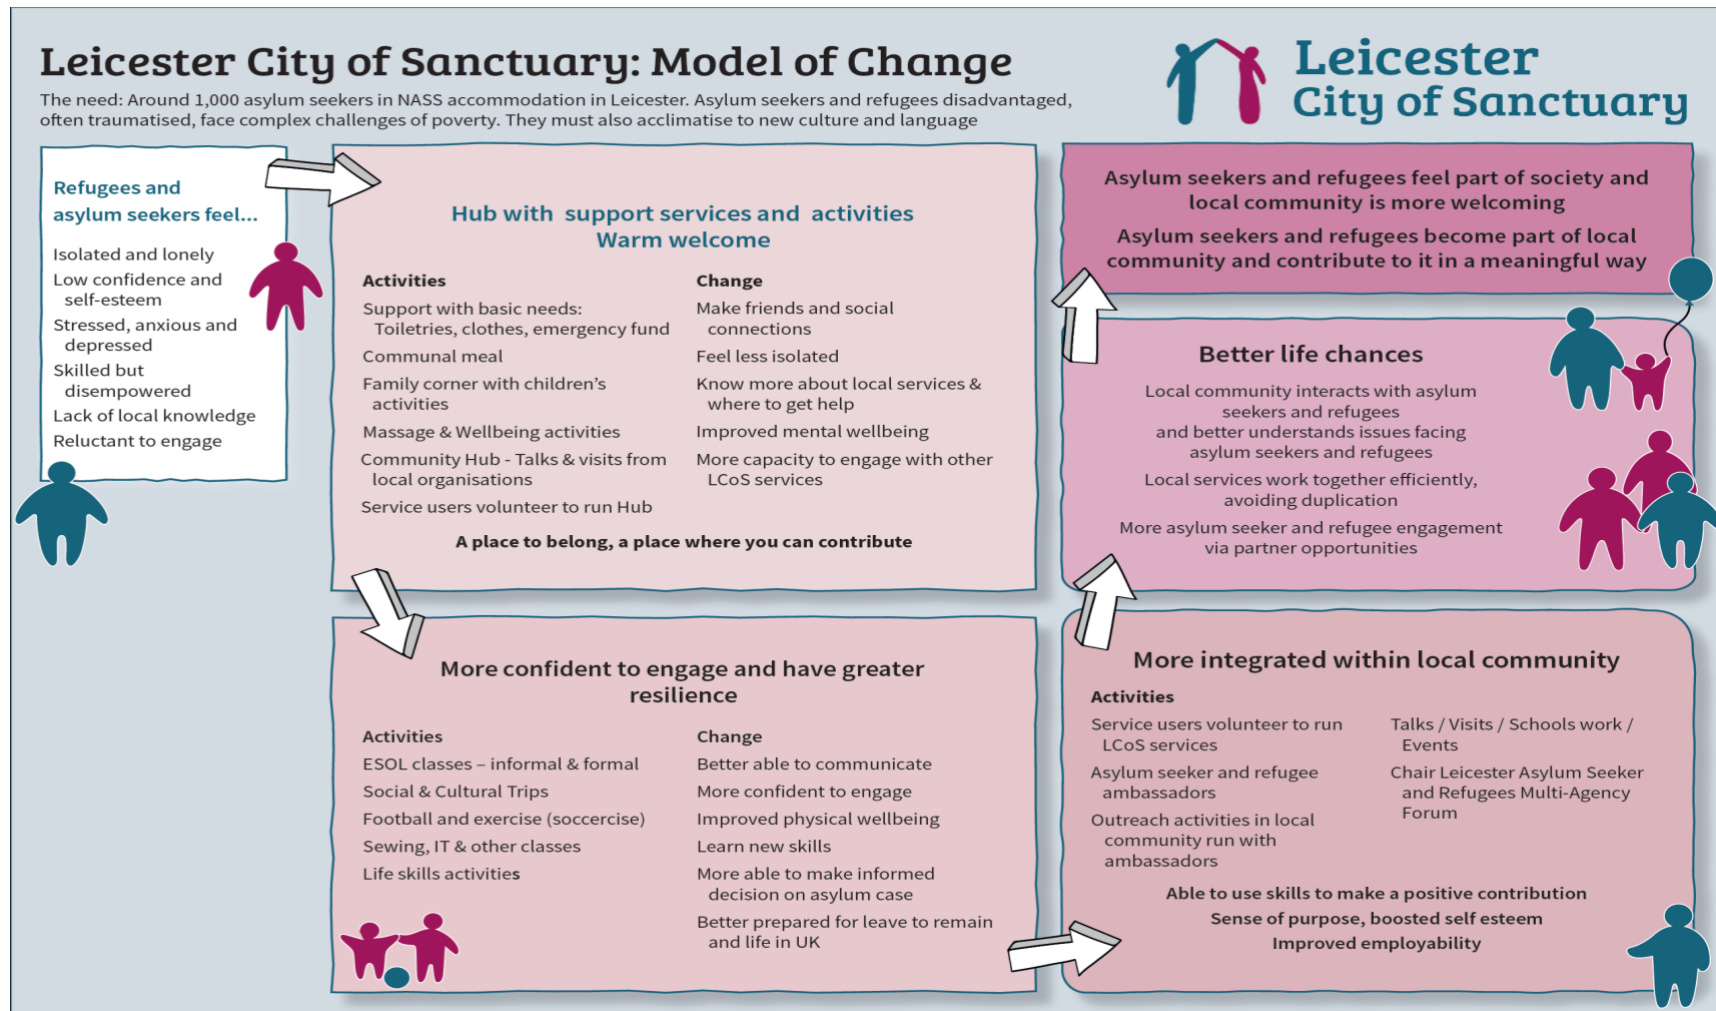 Leicester City of Sanctuary: Model of Change
The need: Around 1,000 asylum seekers in NASS accommodation in Leicester. Asylum seekers and refugees disadvantaged,
often traumatised, face complex challenges of poverty. They must also acclimatise to new culture and language
Leicester
City of Sanctuary
Refugees and
asylum seekers feel...
Isolated and lonely
Low confidence and
self-esteem
Stressed, anxious and
depressed
Skilled but
disempowered
Lack of local knowledge
Reluctant to engage
Hub with support services and activities
Warm welcome
Activities
Support with basic needs:
Toiletries, clothes, emergency fund
Communal meal
Family corner with children's
activities
Massage & Wellbeing activities
Community Hub - Talks & visits from
local organisations
Service users volunteer to run Hub
Change
Make friends and social
connections
Feel less isolated
Know more about local services &
where to get help
Improved mental wellbeing
More capacity to engage with other
LCoS services
A place to belong, a place where you can contribute
More confident to engage and have greater
resilience
Activities
ESOL classes – informal & formal
Social & Cultural Trips
Football and exercise (soccercise)
Sewing, IT & other classes
Life skills activities
Change
Better able to communicate
More confident to engage
Improved physical wellbeing
Learn new skills
More able to make informed
decision on asylum case
Better prepared for leave to remain
and life in UK
More integrated within local community
Activities
Service users volunteer to run
LCoS services
Asylum seeker and refugee
ambassadors
Outreach activities in local
community run with
ambassadors
Talks / Visits / Schools work /
Events
Chair Leicester Asylum Seeker
and Refugees Multi-Agency
Forum
Able to use skills to make a positive contribution
Sense of purpose, boosted self esteem
Improved employability
Better life chances
Local community interacts with asylum
seekers and refugees
and better understands issues facing
asylum seekers and refugees
Local services work together efficiently,
avoiding duplication
More asylum seeker and refugee engagement
via partner opportunities
Asylum seekers and refugees feel part of society and
local community is more welcoming
Asylum seekers and refugees become part of local
community and contribute to it in a meaningful way